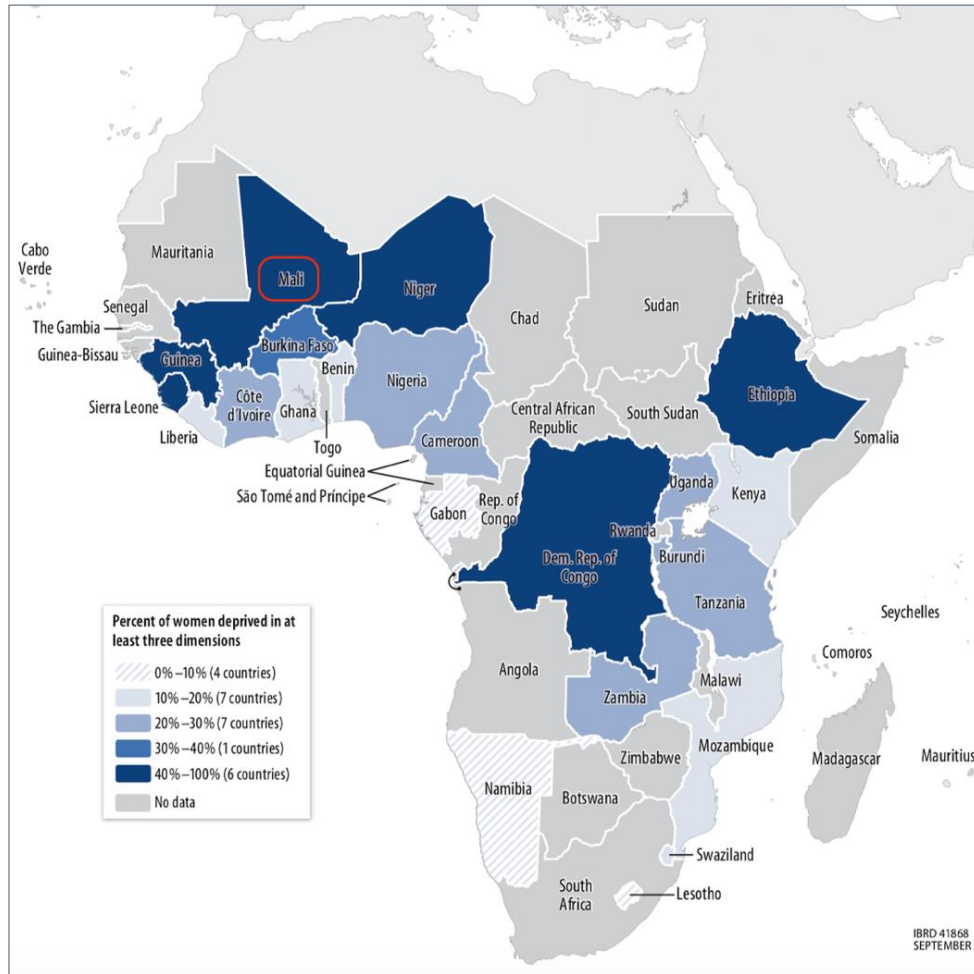 Cabo
Verde
Mauritania
Mali
Niger
Chad
Sudan
Eritrea
Senegal
The Gambia
Guinea-Bissau
Guinea
Burkina Faso
Benin
Nigeria
Ethiopia
Sierra Leone
Côte
d'Ivoire
Ghana
Central African
Republic
South Sudan
Somalia
Liberia
Togo
Cameroon
Equatorial Guinea
São Tomé and Príncipe
Gabon
Rep. of
Congo
Uganda
Kenya
Rwanda
Dem. Rep. of
Congo
Burundi
Tanzania
Seychelles
Comoros
Angola
Malawi
Zambia
Mozambique
Zimbabwe
Madagascar
Mauritius
Namibia
Botswana
Swaziland
South
Africa
Lesotho
Percent of women deprived in at
least three dimensions
0%–10% (4 countries)
10%–20% (7 countries)
20%–30% (7 countries)
30%–40% (1 countries)
40%–100% (6 countries)
No data
IBRD 41868
SEPTEMBER